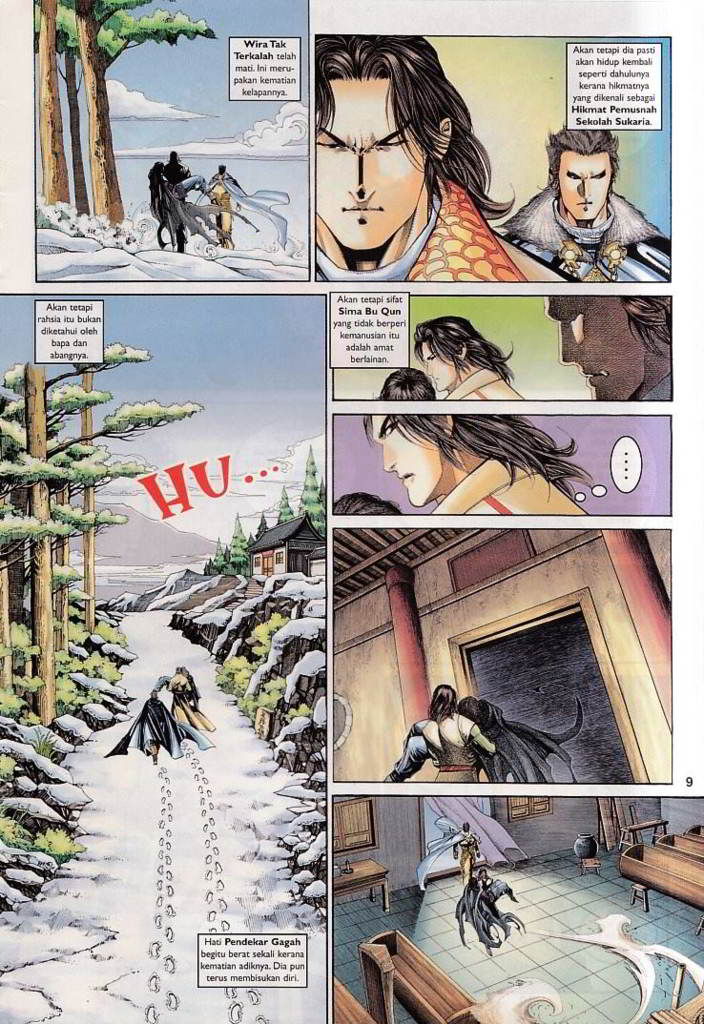 Wira Tak
Terkalah telah
mati. Ini meru-
pakan kematian
kelapannya.
Akan tetapi dia pasti
akan hidup kembali
seperti dahulunya
kerana hikmatnya
yang dikenali sebagai
Hikmat Pemusnah
Sekolah Sukaria.
Akan tetapi
rahsia itu bukan
diketahui oleh
bapa dan
abangnya.
HU...
Hati Pendekar Gagah
begitu berat sekali kerana
kematian adiknya. Dia pun
terus membisukan diri.
Akan tetapi sifat
Sima Bu Qun
yang tidak berperi
kemanusian itu
adalah amat
berlainan.
....
9